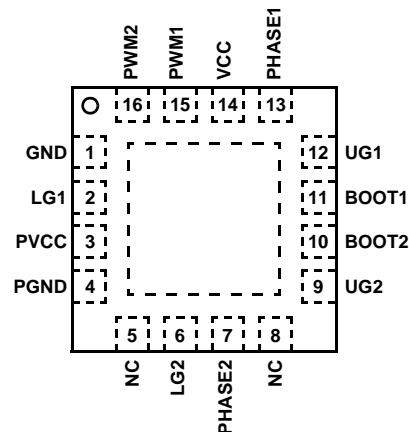 PWM2 PWM1 VCC PHASE1
16 15 14 13
GND 1 12 UG1
LG1 2 11 BOOT1
PVCC 3 10 BOOT2
PGND 4 9 UG2
5 6 7 8
NC LG2 PHASE2 NC